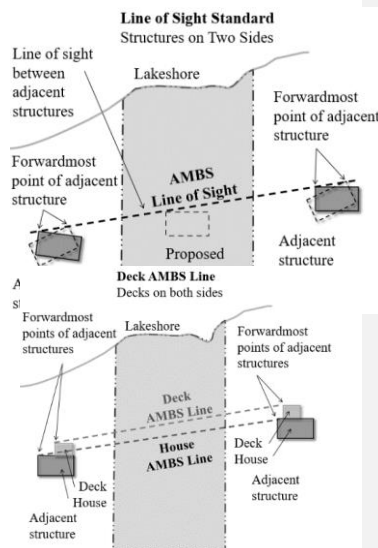 Line of Sight Standard
Structures on Two Sides
Line of sight
between
adjacent
structures
Lakeshore
Forwardmost
point of adjacent
structure
Forwardmost
point of adjacent
structure
AMBS
Line of Sight
Proposed
Adjacent
structure
Deck AMBS Line
Decks on both sides
Forwardmost
points of adjacent
structures
Lakeshore
Forwardmost
points of adjacent
structures
Deck
AMBS Line
House
AMBS Line
Deck
House
Adjacent
structure
Deck
House
Adjacent
structure